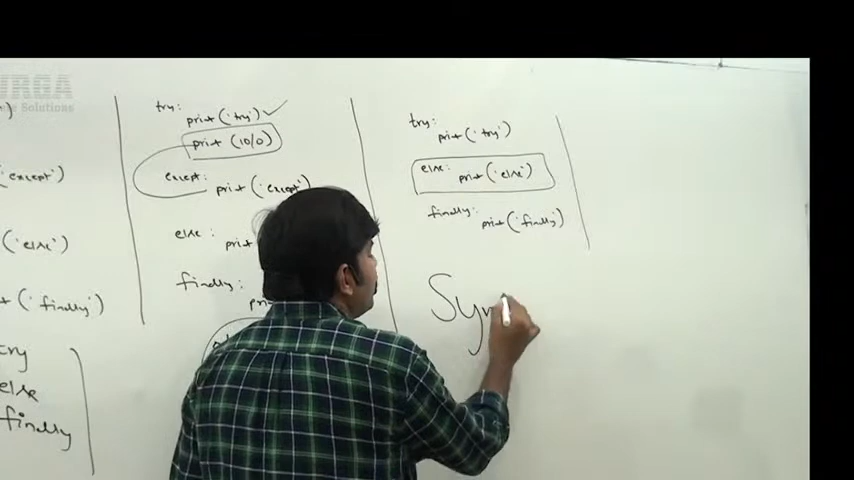 URGA
e Solutions
('except')
('else')
('finally')
try
else
finally
try:
print('try')
print(10/0)
except:
print('except')
else:
print
finally:
try:
print('try')
else: print('else')
finally:
print('finally')
Syn